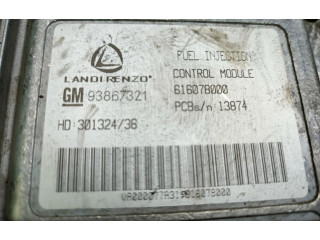 LANDIRENZO®
FUEL INJECTION
CONTROL MODULE
GM 93867321
616078000
PCBs/n: 13874
HD: 301324/36